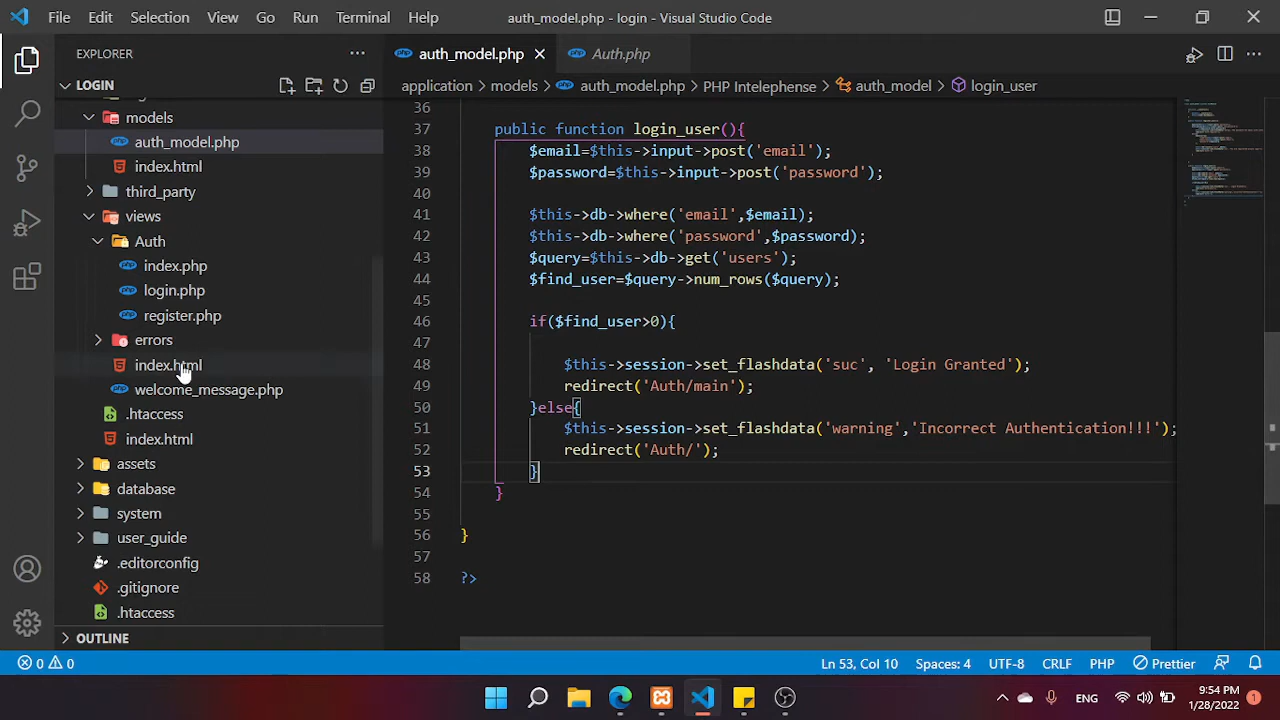 File Edit View Go Run Terminal Help auth_model.php - login - Visual Studio Code
EXPLORER
LOGIN
models
auth_model.php
index.html
third_party
views
Auth
index.php
login.php
register.php
errors
index.html
welcome_message.php
.htaccess
index.html
assets
database
system
user_guide
.editorconfig
.gitignore
.htaccess
OUTLINE
auth_model.php Auth.php
application > models > auth_model.php > PHP Intelephense > auth_model > login_user
36
37 public function login_user(){
38 $email=$this->input->post('email');
39 $password=$this->input->post('password');
40
41 $this->db->where('email',$email);
42 $this->db->where('password',$password);
43 $query=$this->db->get('users');
44 $find_user=$query->num_rows($query);
45
46 if($find_user>0){
47
48 $this->session->set_flashdata('suc', 'Login Granted');
49 redirect('Auth/main');
50 }else{
51 $this->session->set_flashdata('warning','Incorrect Authentication!!!');
52 redirect('Auth/');
53 }
54 }
55
56 }
57
58 ?>
0 0 Ln 53, Col 10 Spaces: 4 UTF-8 CRLF PHP Prettier
ENG 9:54 PM
1/28/2022 1